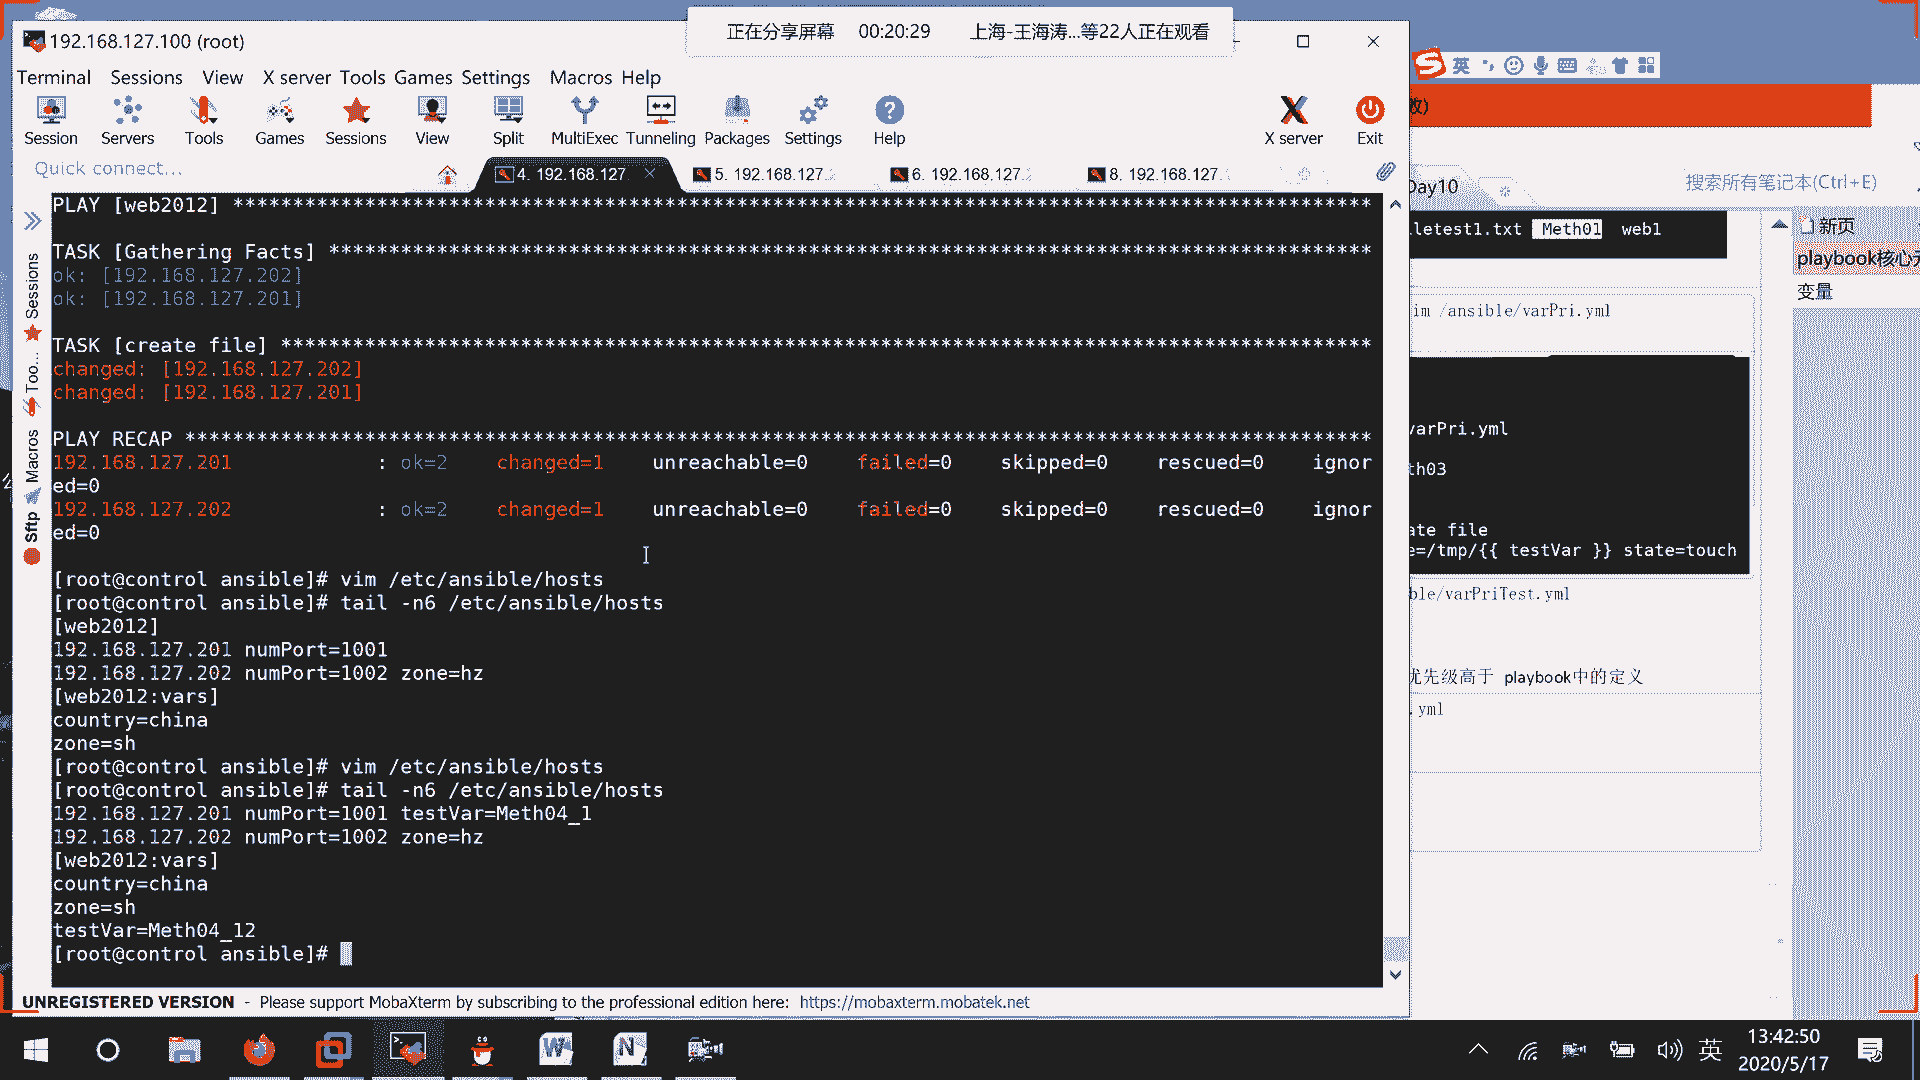 正在分享屏幕 00:20:29 上海-王海涛...等22人正在观看
192.168.127.100 (root)
Terminal Sessions View X server Tools Games Settings Macros Help
Session Servers Tools Games Sessions View Split MultiExec Tunneling Packages Settings Help X server Exit
Quick connect...
4. 192.168.127. 5. 192.168.127. 6. 192.168.127. 8. 192.168.127.
PLAY [web2012] ***********************************************************************************************
TASK [Gathering Facts] ***************************************************************************************
ok: [192.168.127.202]
ok: [192.168.127.201]
TASK [create file] *******************************************************************************************
changed: [192.168.127.202]
changed: [192.168.127.201]
PLAY RECAP ***************************************************************************************************
192.168.127.201 : ok=2 changed=1 unreachable=0 failed=0 skipped=0 rescued=0 ignor
ed=0
192.168.127.202 : ok=2 changed=1 unreachable=0 failed=0 skipped=0 rescued=0 ignor
ed=0
[root@control ansible]# vim /etc/ansible/hosts
[root@control ansible]# tail -n6 /etc/ansible/hosts
[web2012]
192.168.127.201 numPort=1001
192.168.127.202 numPort=1002 zone=hz
[web2012:vars]
country=china
zone=sh
[root@control ansible]# vim /etc/ansible/hosts
[root@control ansible]# tail -n6 /etc/ansible/hosts
192.168.127.201 numPort=1001 testVar=Meth04_1
192.168.127.202 numPort=1002 zone=hz
[web2012:vars]
country=china
zone=sh
testVar=Meth04_12
[root@control ansible]#
Sessions
Too...
Macros
Sftp
UNREGISTERED VERSION - Please support MobaXterm by subscribing to the professional edition here: https://mobaxterm.mobatek.net
英
Day10
搜索所有笔记本(Ctrl+E)
letest1.txt Meth01 web1
im /ansible/varPri.yml
varPri.yml
th03
ate file
e=/tmp/{{ testVar }} state=touch
ble/varPriTest.yml
优先级高于 playbook中的定义
.yml
新页
playbook核心
变量
英
13:42:50
2020/5/17